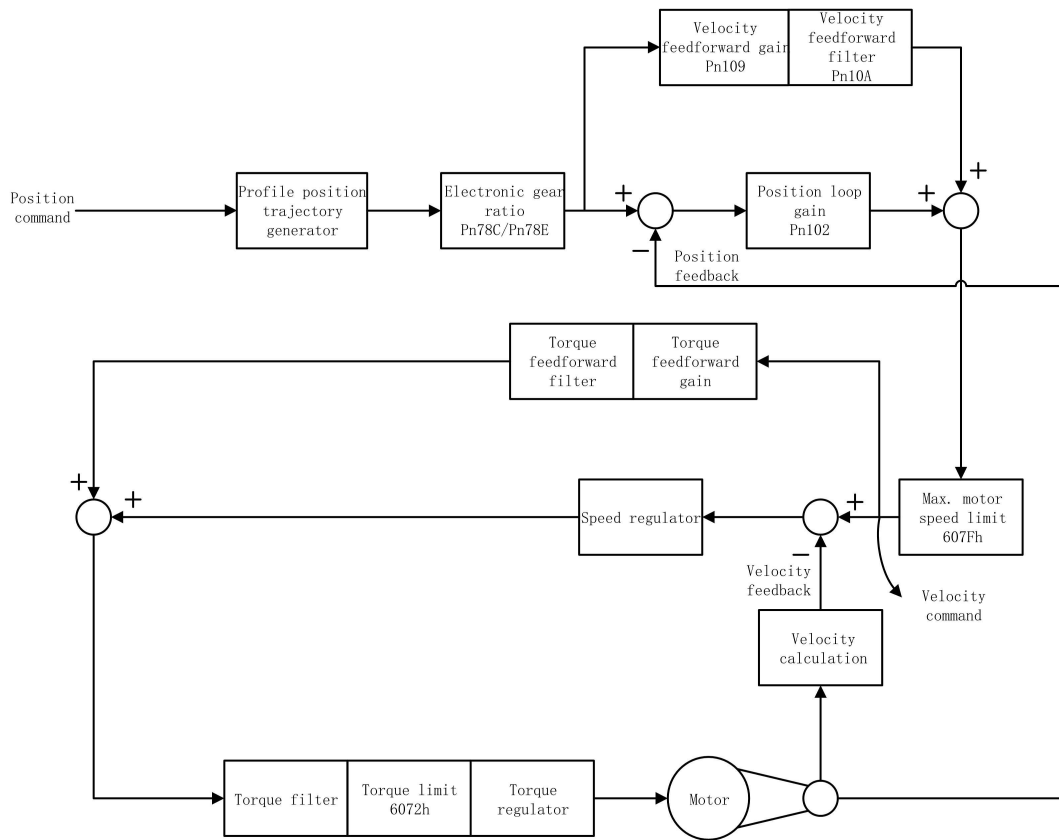 Velocity
feedforward gain
Pn109
Velocity
feedforward
filter
Pn10A
+
Position
command
Profile position
trajectory
generator
Electronic gear
ratio
Pn78C/Pn78E
+
−
Position loop
gain
Pn102
+
Position
feedback
Torque
feedforward
filter
Torque
feedforward
gain
+
+
Speed regulator
+
−
Max. motor
speed limit
607Fh
Velocity
feedback
Velocity
command
Velocity
calculation
Torque filter
Torque limit
6072h
Torque
regulator
Motor